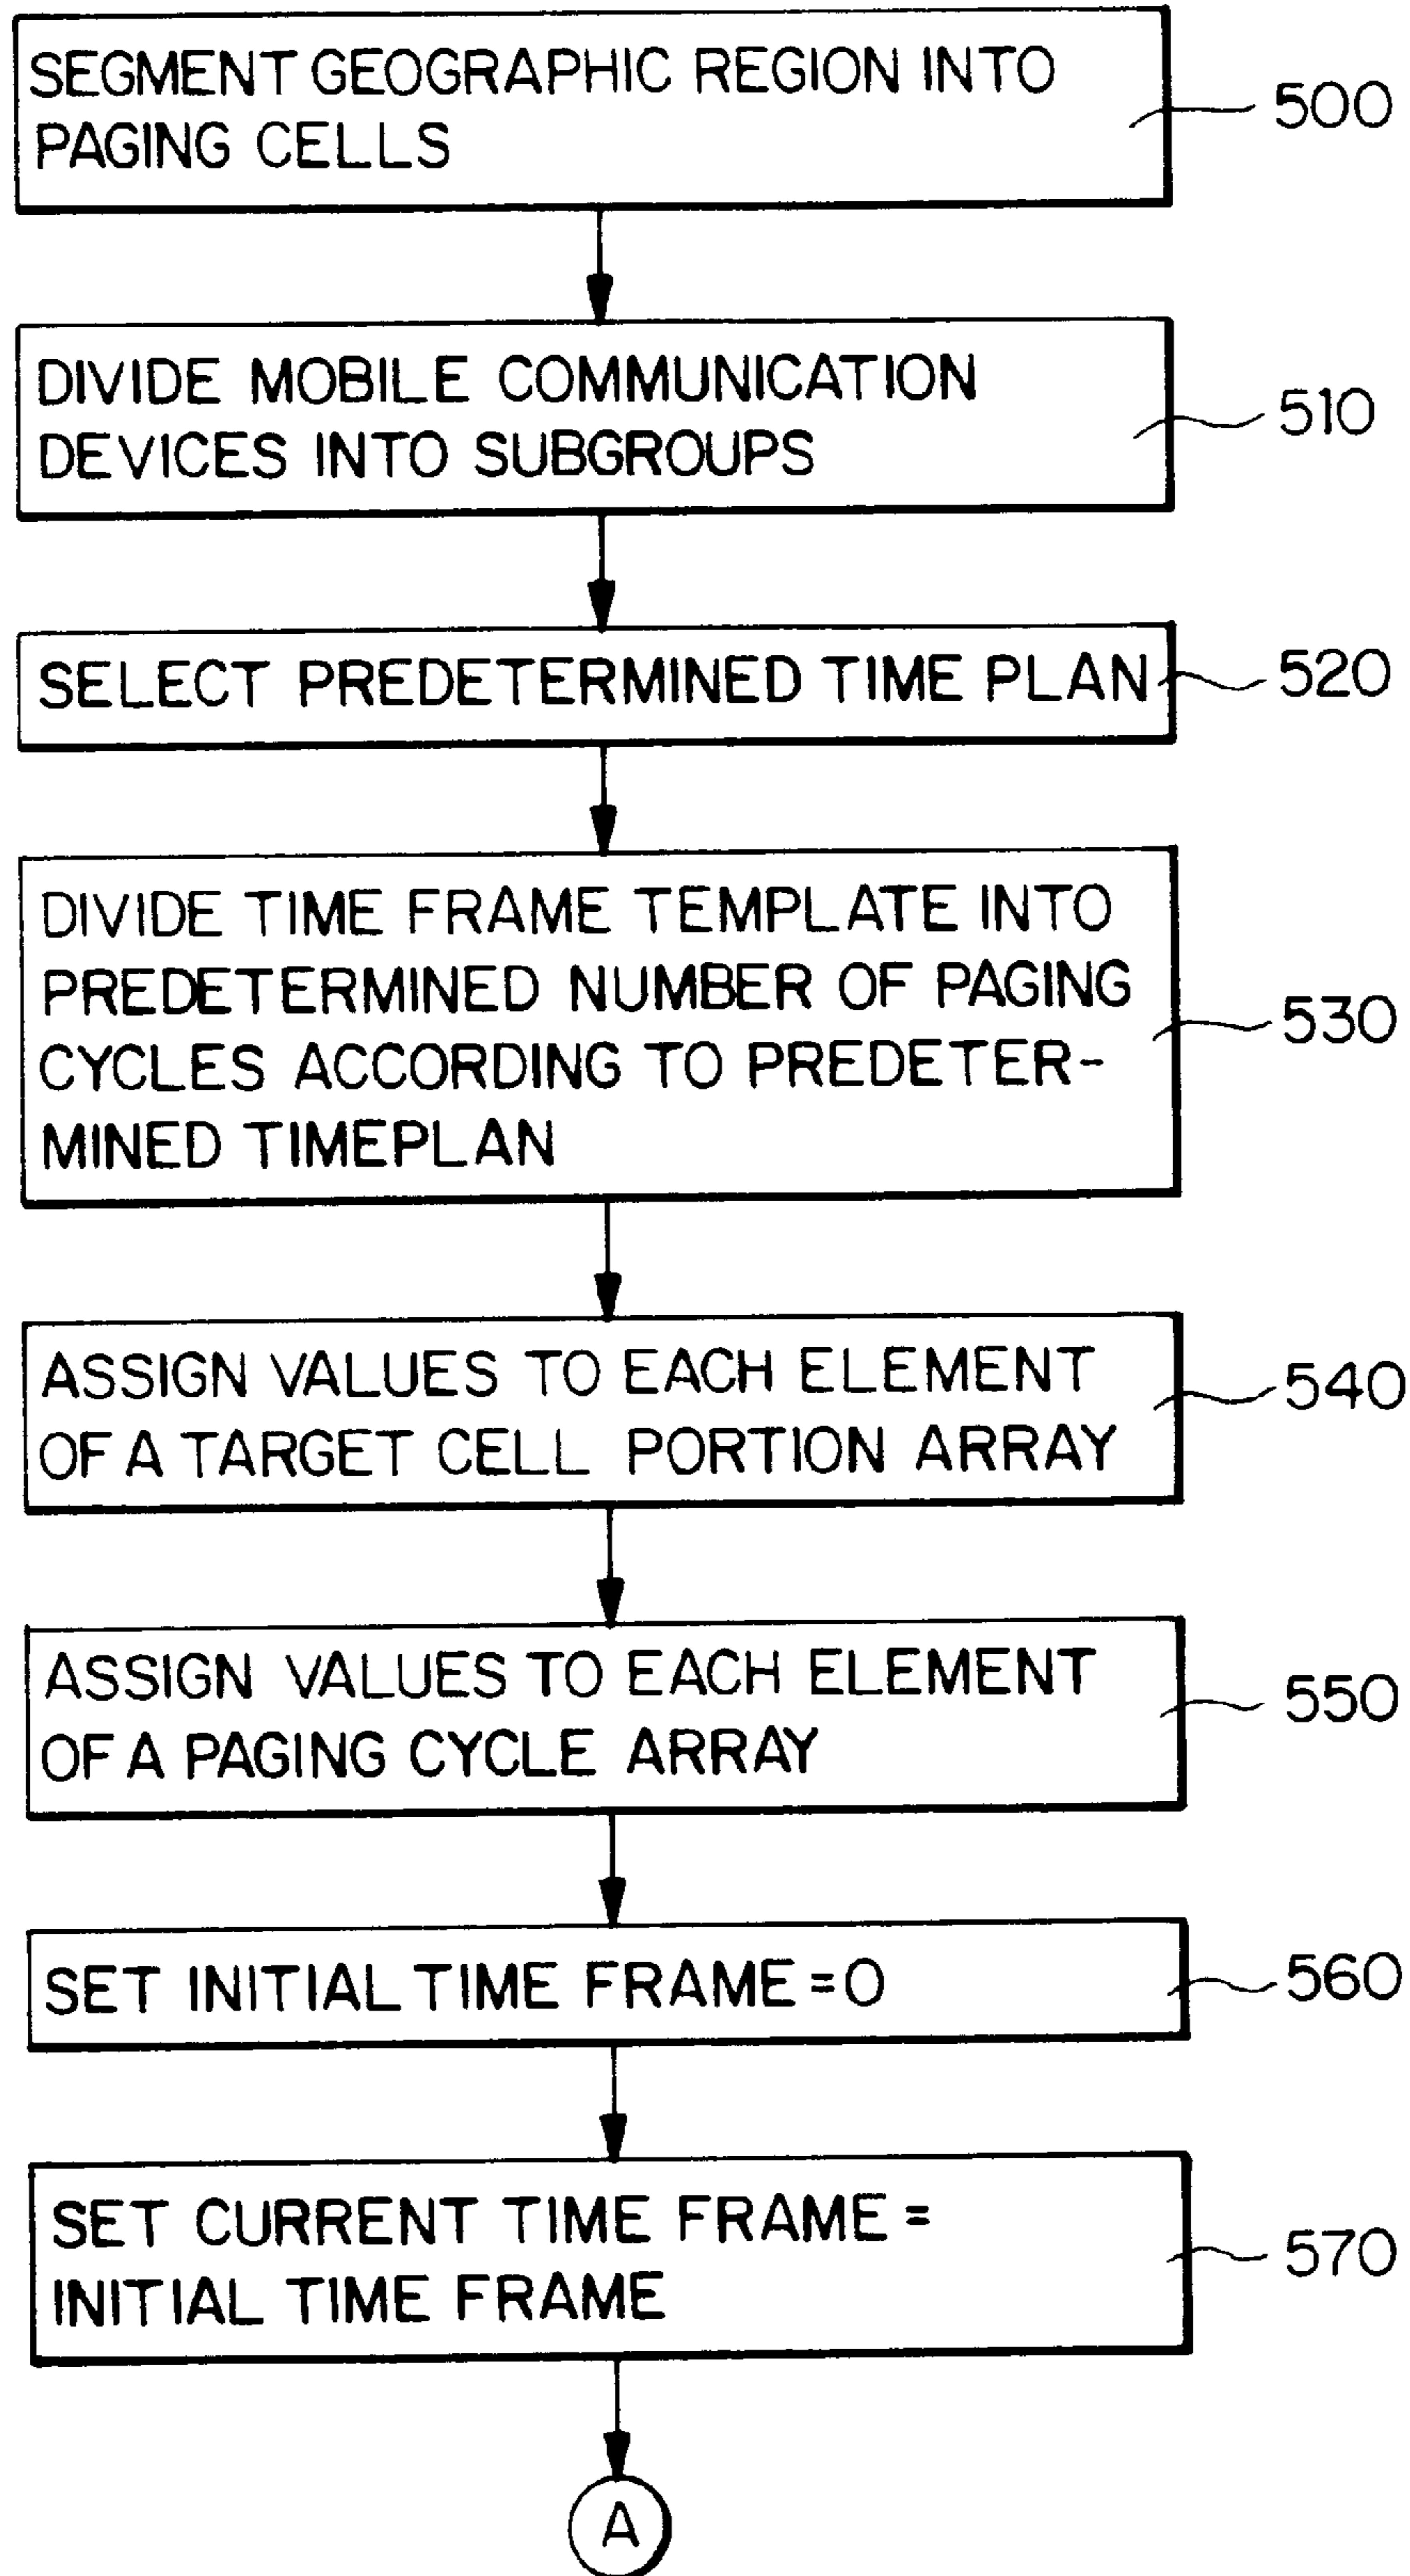 SEGMENT GEOGRAPHIC REGION INTO
PAGING CELLS
500
DIVIDE MOBILE COMMUNICATION
DEVICES INTO SUBGROUPS
510
SELECT PREDETERMINED TIME PLAN
520
DIVIDE TIME FRAME TEMPLATE INTO
PREDETERMINED NUMBER OF PAGING
CYCLES ACCORDING TO PREDETER-
MINED TIMEPLAN
530
ASSIGN VALUES TO EACH ELEMENT
OF A TARGET CELL PORTION ARRAY
540
ASSIGN VALUES TO EACH ELEMENT
OF A PAGING CYCLE ARRAY
550
SET INITIAL TIME FRAME = 0
560
SET CURRENT TIME FRAME =
INITIAL TIME FRAME
570
A